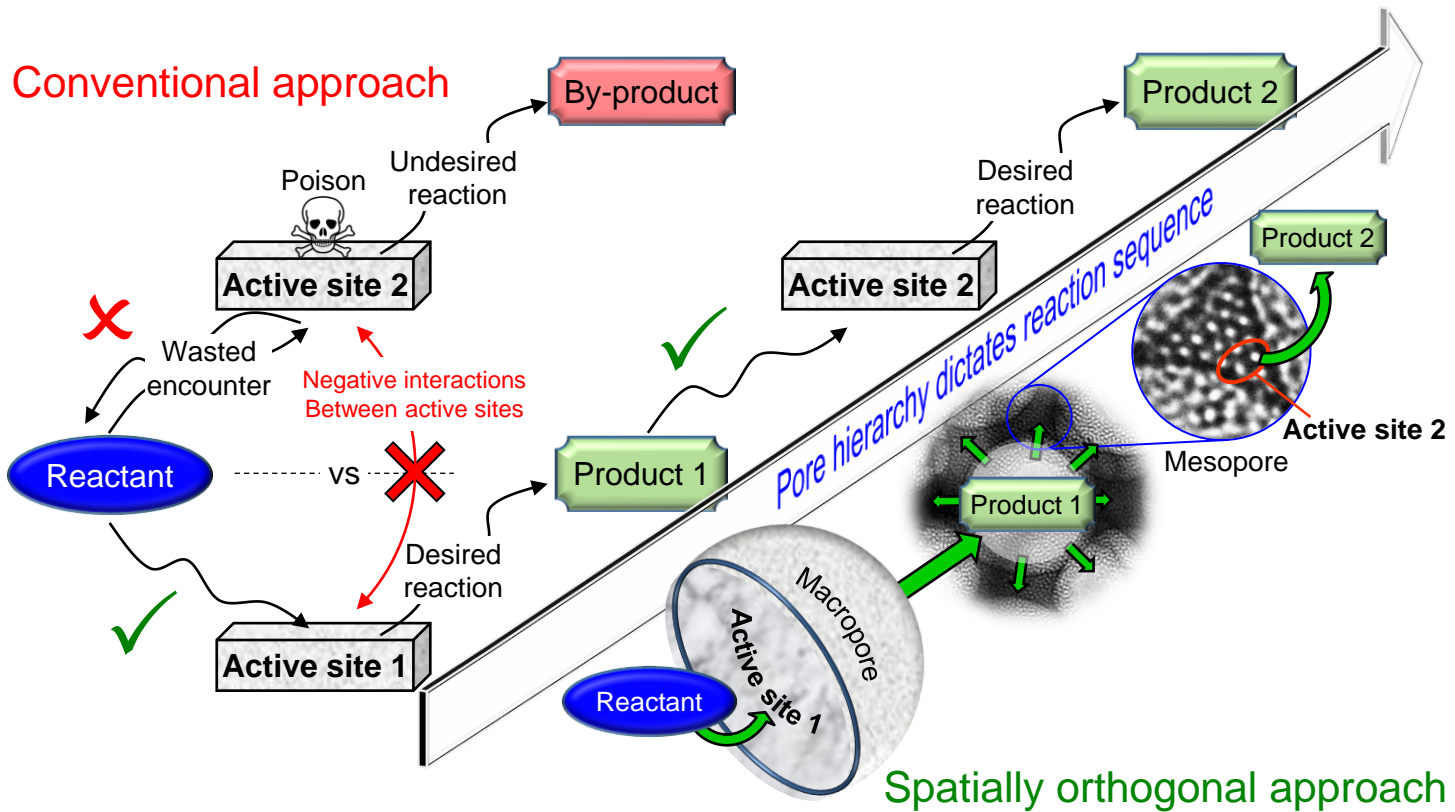 Conventional approach
By-product
Product 2
Undesired
reaction
Poison
Desired
reaction
Active site 2
Active site 2
Product 2
Wasted
encounter
Negative interactions
Between active sites
Pore hierarchy dictates reaction sequence
Active site 2
Mesopore
Reactant
vs
Product 1
Product 1
Desired
reaction
Macropore
Active site 1
Active site 1
Reactant
Spatially orthogonal approach